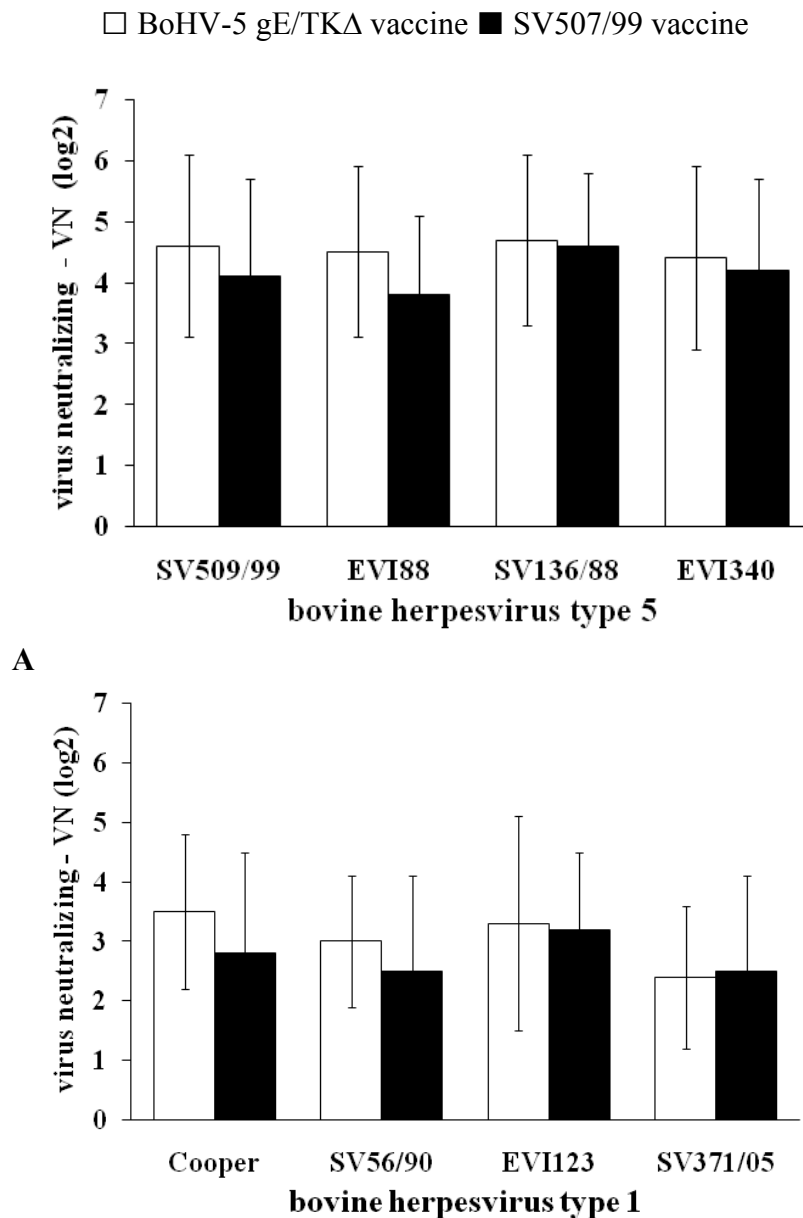 □ BoHV-5 gE/TKΔ vaccine ■ SV507/99 vaccine
virus neutralizing - VN (log2)
7
6
5
4
3
2
1
0
SV509/99 EVI88 SV136/88 EVI340
bovine herpesvirus type 5
A
virus neutralizing - VN (log2)
7
6
5
4
3
2
1
0
Cooper SV56/90 EVI123 SV371/05
bovine herpesvirus type 1